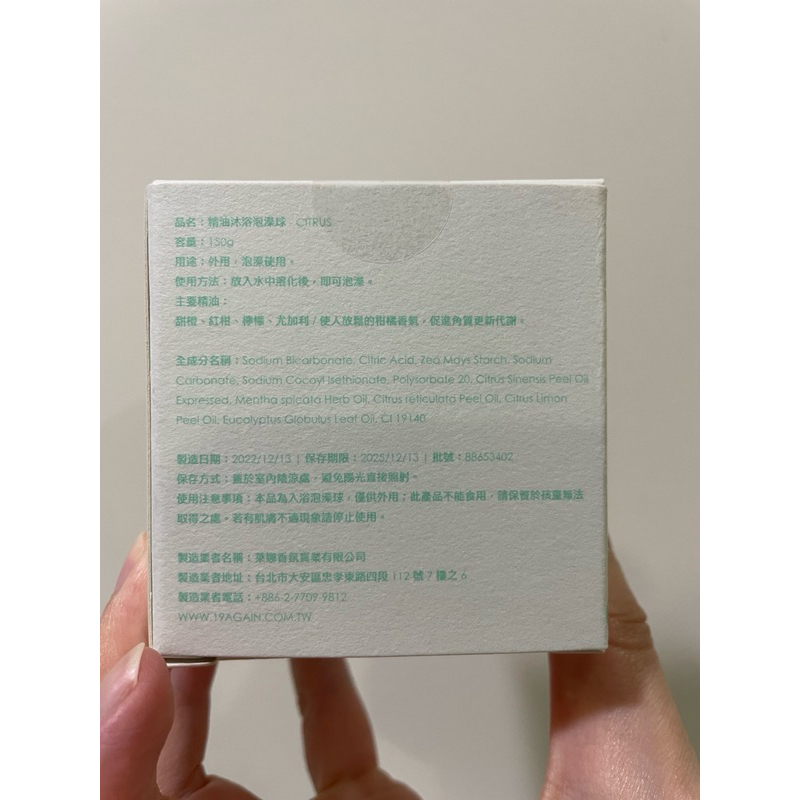 品名：精油沐浴泡澡球 - CITRUS
容量：150g
用途：外用，泡澡使用。
使用方法：放入水中溶化後，即可泡澡。
主要精油：
甜橙、紅柑、檸檬、尤加利 / 使人放鬆的柑橘香氣，促進角質更新代謝。
全成分名稱：Sodium Bicarbonate, Citric Acid, Zea Mays Starch, Sodium
Carbonate, Sodium Cocoyl Isethionate, Polysorbate 20, Citrus Sinensis Peel Oil
Expressed, Mentha spicata Herb Oil, Citrus reticulata Peel Oil, Citrus Limon
Peel Oil, Eucalyptus Globulus Leaf Oil, CI 19140
製造日期：2022/12/13 | 保存期限：2025/12/13 | 批號：88653402
保存方式：置於室內陰涼處，避免陽光直接照射。
使用注意事項：本品為入浴泡澡球，僅供外用；此產品不能食用，請保管於孩童無法
取得之處。若有肌膚不適現象請停止使用。
製造業者名稱：萊戀香氛實業有限公司
製造業者地址：台北市大安區忠孝東路四段 112 號 7 樓之 6
製造業者電話：+886-2-7709-9812
WWW.19AGAIN.COM.TW